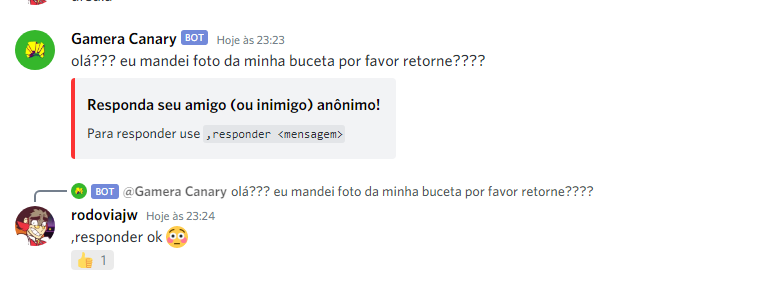 Gamera Canary BOT Hoje às 23:23
olá??? eu mandei foto da minha buceta por favor retorne????
Responda seu amigo (ou inimigo) anônimo!
Para responder use ,responder <mensagem>
BOT @Gamera Canary olá??? eu mandei foto da minha buceta por favor retorne????
rodoviajw Hoje às 23:24
,responder ok 😳
👍 1